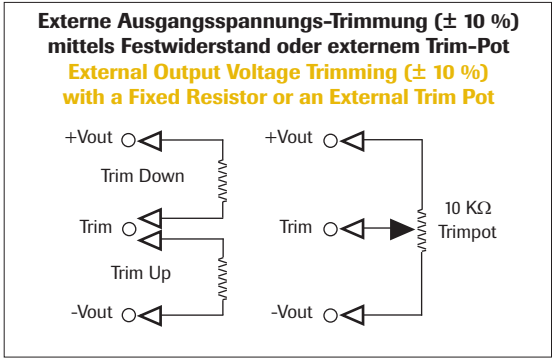 Externe Ausgangsspannungs-Trimmung (± 10 %)
mittels Festwiderstand oder externem Trim-Pot
External Output Voltage Trimming (± 10 %)
with a Fixed Resistor or an External Trim Pot
+Vout
Trim Down
Trim
Trim Up
-Vout
+Vout
Trim
10 KΩ
Trimpot
-Vout